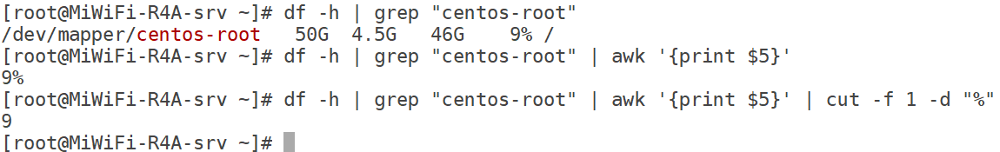 [root@MiWiFi-R4A-srv ~]# df -h | grep "centos-root"
/dev/mapper/centos-root   50G  4.5G   46G    9% /
[root@MiWiFi-R4A-srv ~]# df -h | grep "centos-root" | awk '{print $5}'
9%
[root@MiWiFi-R4A-srv ~]# df -h | grep "centos-root" | awk '{print $5}' | cut -f 1 -d "%"
9
[root@MiWiFi-R4A-srv ~]#